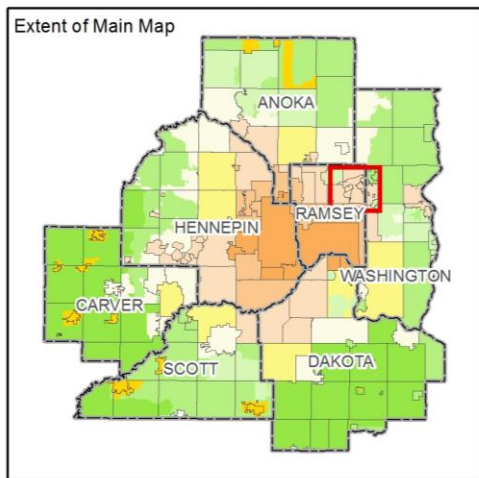 Extent of Main Map
ANOKA
HENNEPIN
RAMSEY
WASHINGTON
CARVER
SCOTT
DAKOTA